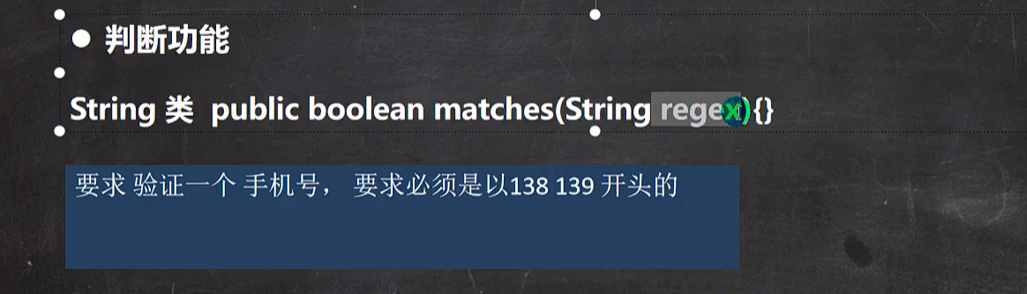 ● 判断功能
String 类 public boolean matches(String regex){}
要求 验证一个 手机号， 要求必须是以138 139 开头的